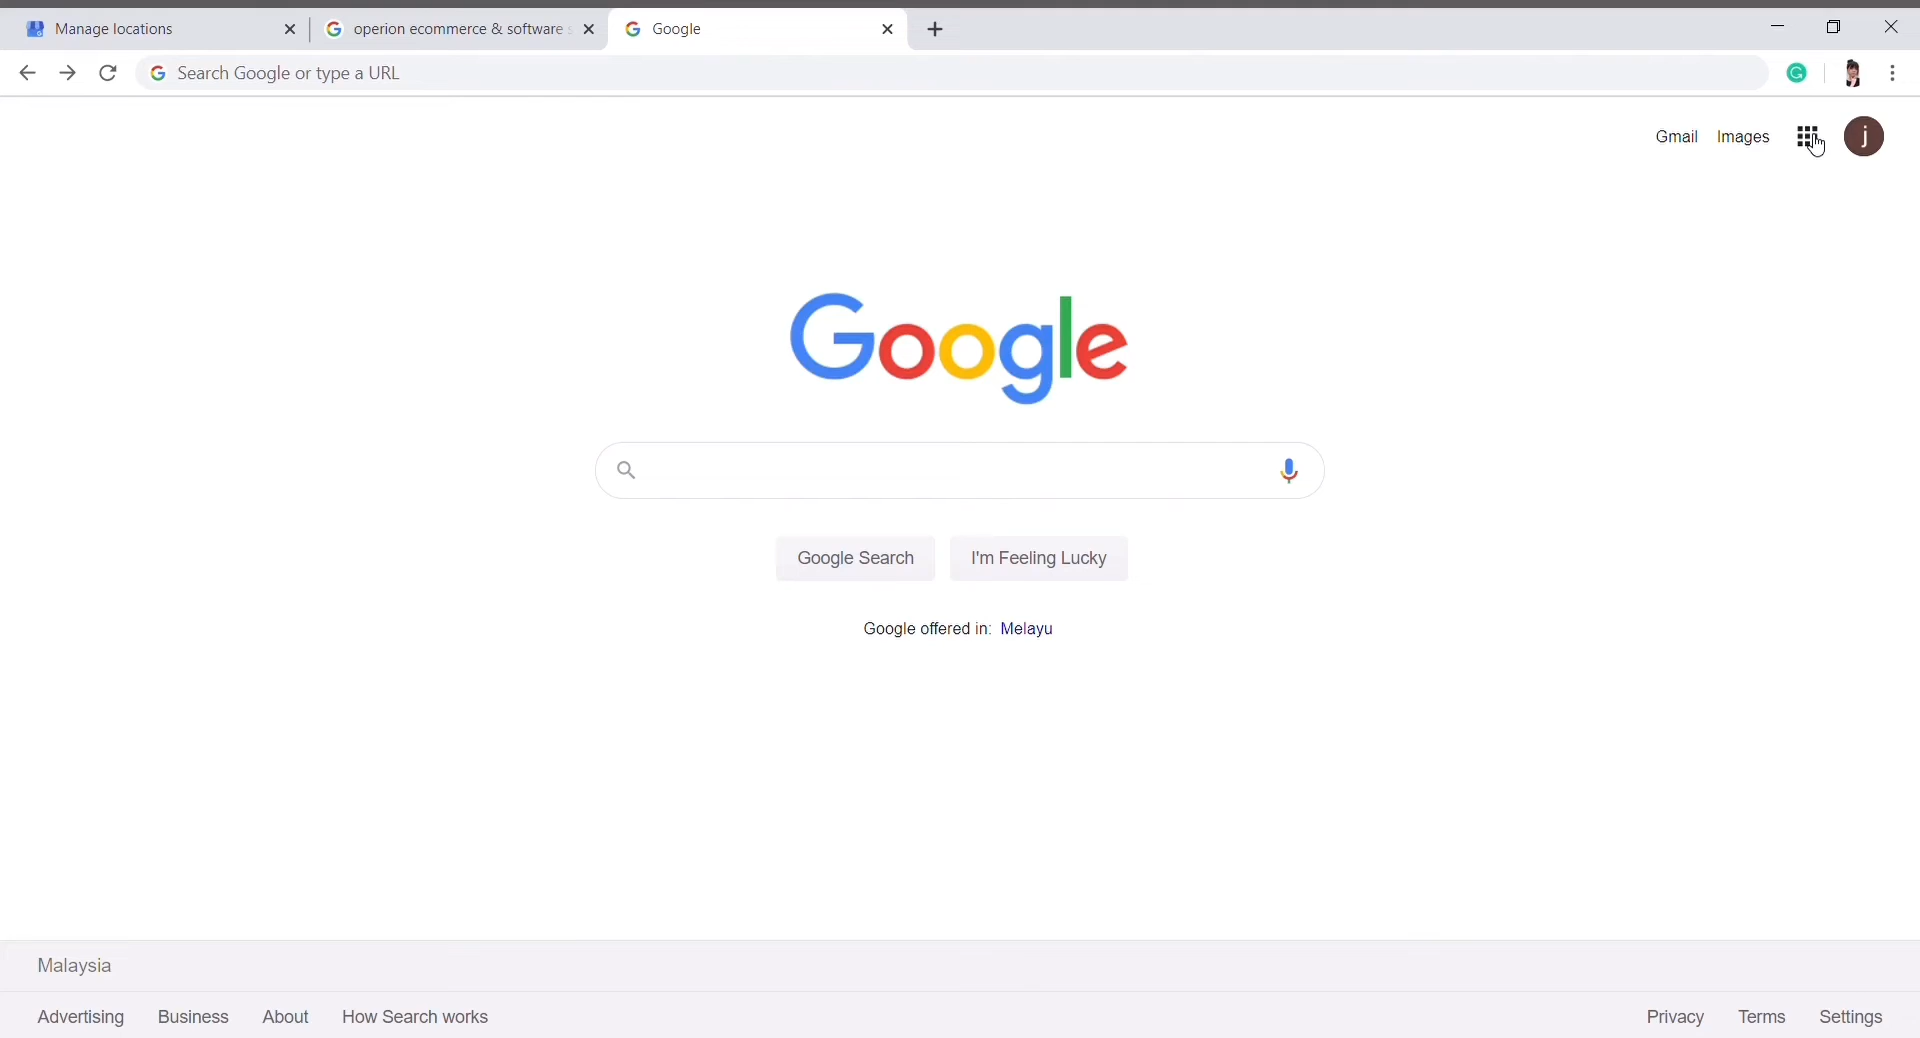 Manage locations
operion ecommerce & software
Google
Search Google or type a URL
Gmail Images
j
Google
Google Search
I'm Feeling Lucky
Google offered in: Melayu
Malaysia
Advertising Business About How Search works
Privacy Terms Settings